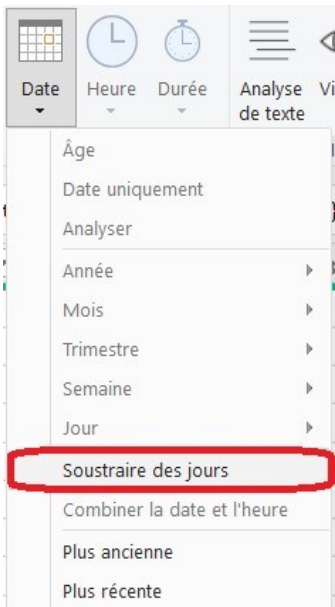 Date Heure Durée Analyse Vi
de texte
Âge
Date uniquement
Analyser
Année
Mois
Trimestre
Semaine
Jour
Soustraire des jours
Combiner la date et l'heure
Plus ancienne
Plus récente